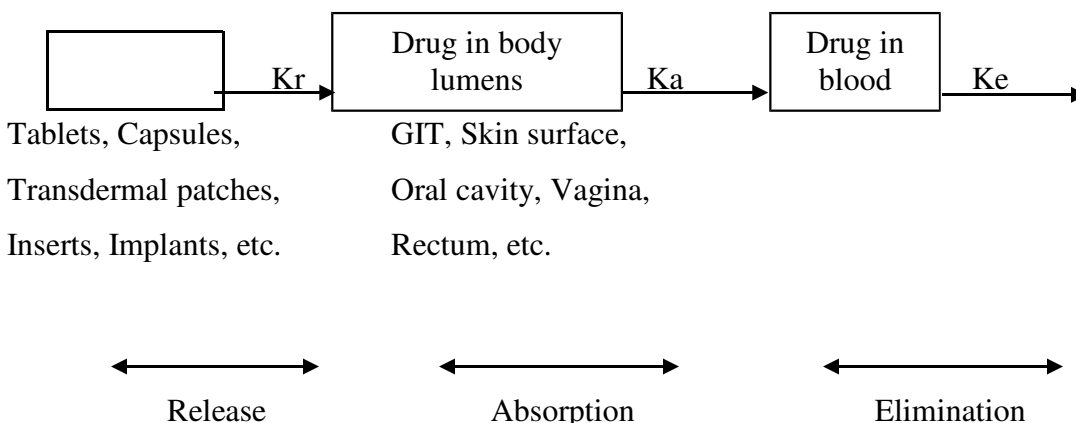 Drug in body
lumens
Drug in
blood
Kr
Ka
Ke
Tablets, Capsules,
Transdermal patches,
Inserts, Implants, etc.
GIT, Skin surface,
Oral cavity, Vagina,
Rectum, etc.
Release
Absorption
Elimination